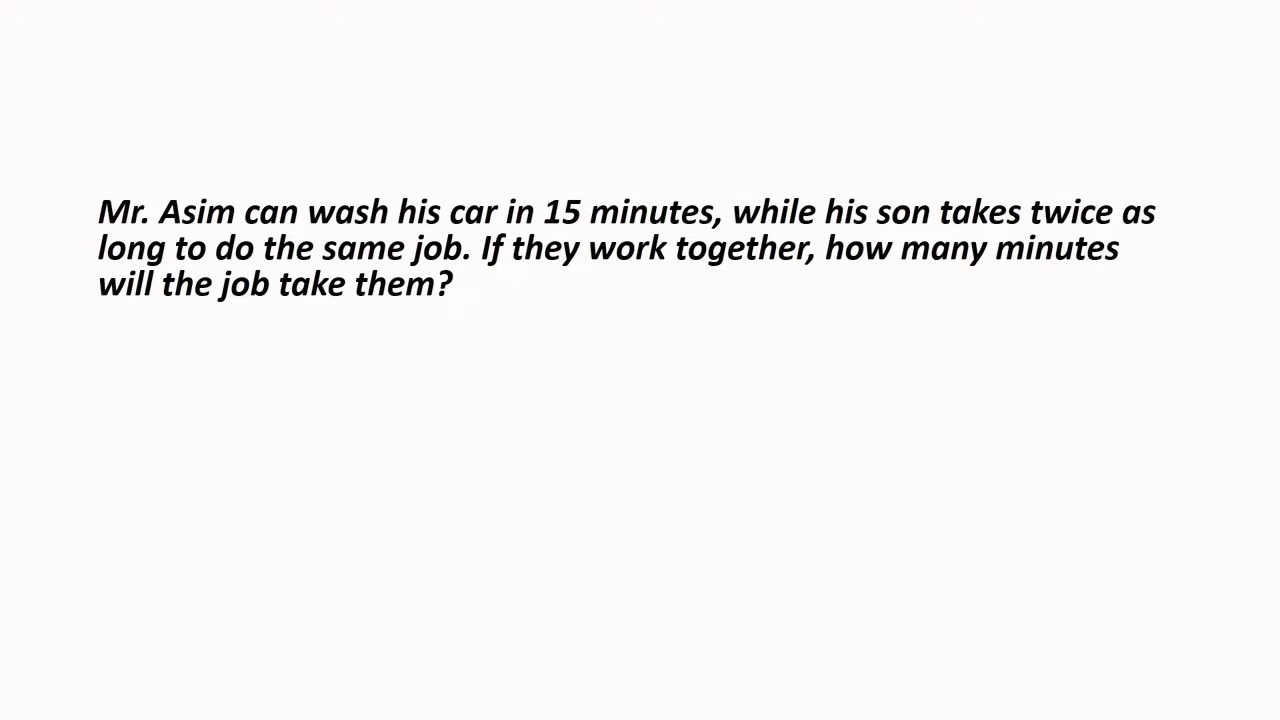 Mr. Asim can wash his car in 15 minutes, while his son takes twice as
long to do the same job. If they work together, how many minutes
will the job take them?